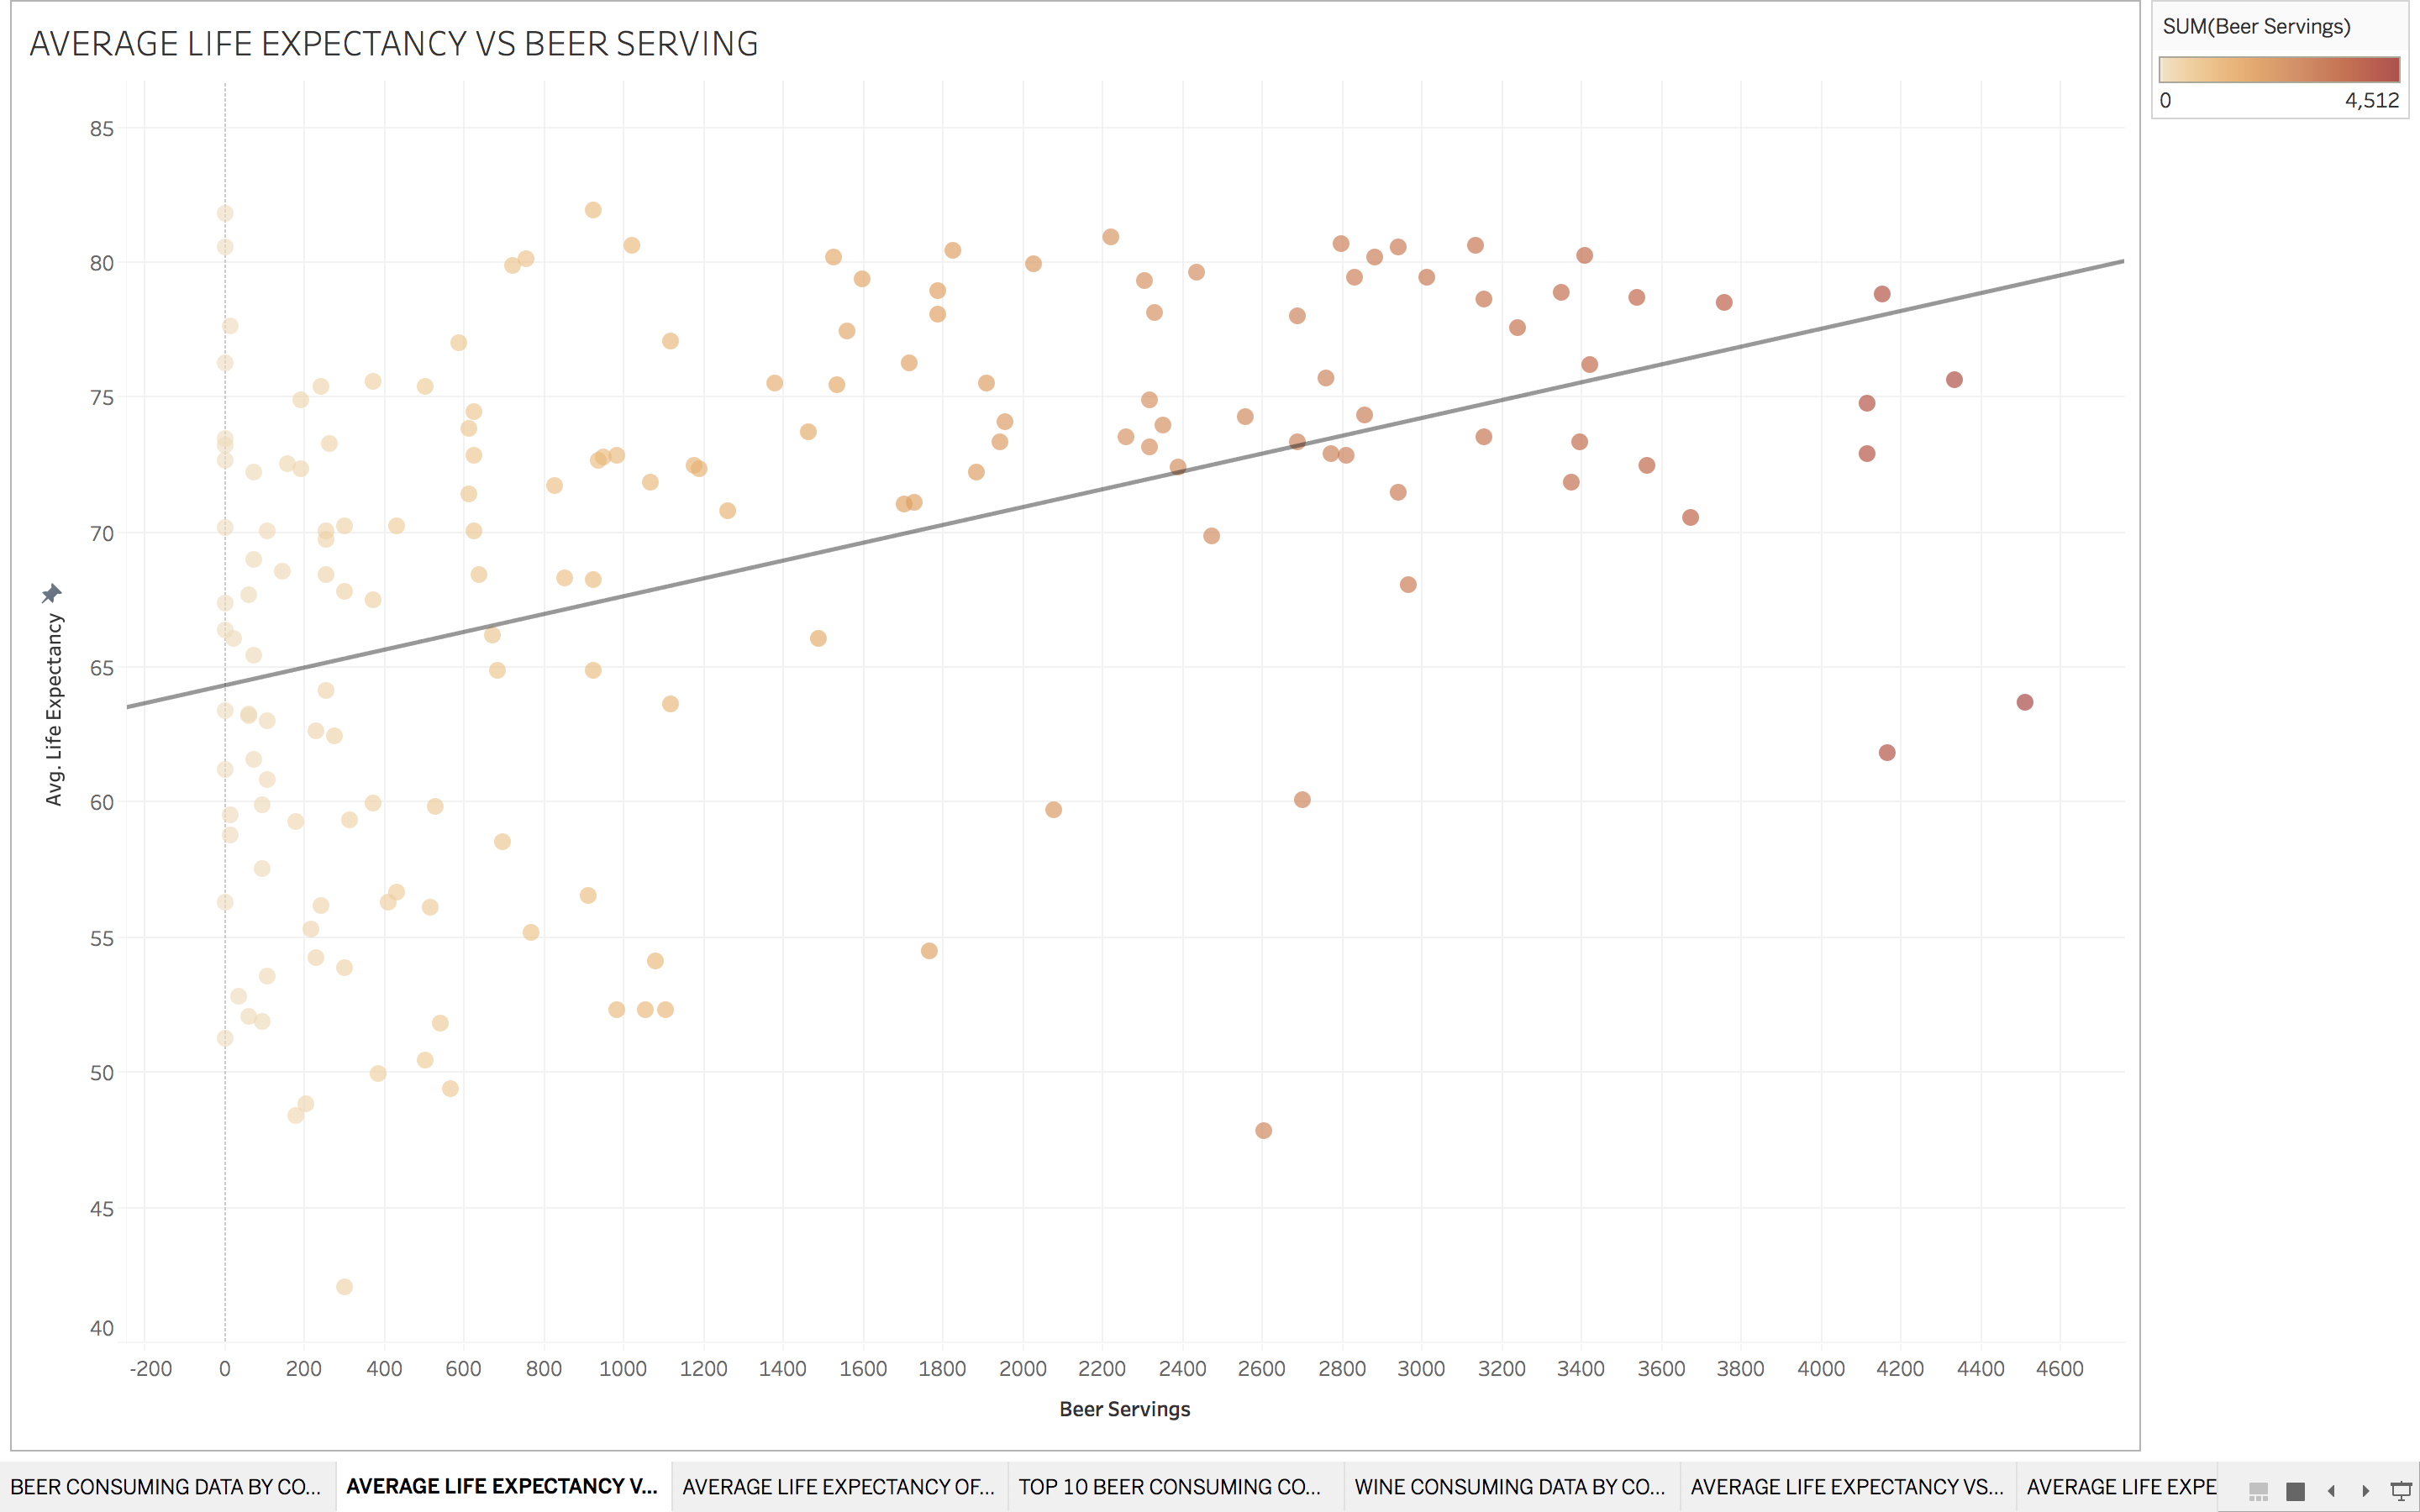 AVERAGE LIFE EXPECTANCY VS BEER SERVING
SUM(Beer Servings)
0 4,512
85
80
75
70
65
60
55
50
45
40
Avg. Life Expectancy
-200 0 200 400 600 800 1000 1200 1400 1600 1800 2000 2200 2400 2600 2800 3000 3200 3400 3600 3800 4000 4200 4400 4600
Beer Servings
BEER CONSUMING DATA BY CO... AVERAGE LIFE EXPECTANCY V... AVERAGE LIFE EXPECTANCY OF... TOP 10 BEER CONSUMING CO... WINE CONSUMING DATA BY CO... AVERAGE LIFE EXPECTANCY VS... AVERAGE LIFE EXPE